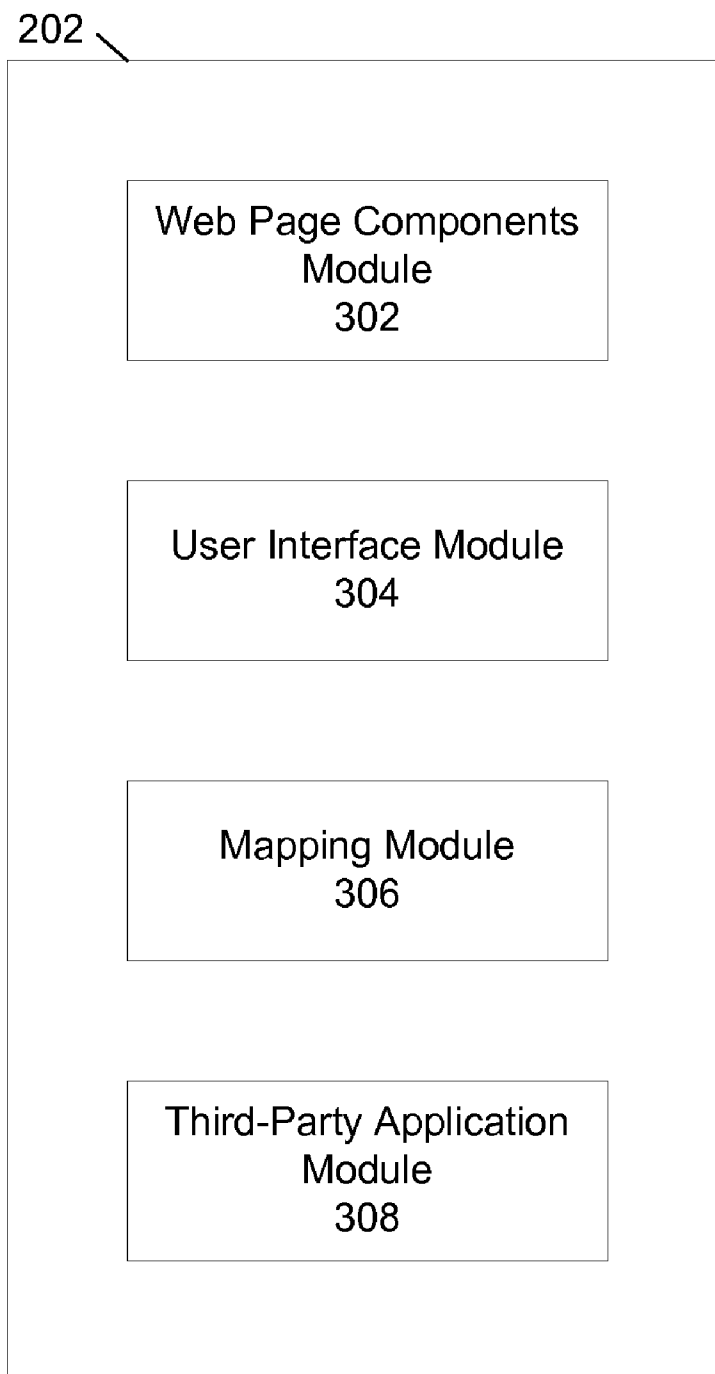 202
Web Page Components
Module
302
User Interface Module
304
Mapping Module
306
Third-Party Application
Module
308